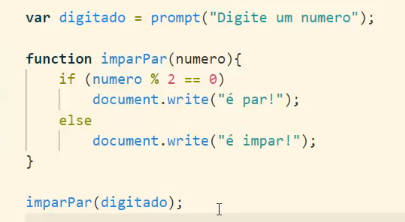 var digitado = prompt("Digite um numero");
function imparPar(numero){
if (numero % 2 == 0)
document.write("é par!");
else
document.write("é impar!");
}
imparPar(digitado);